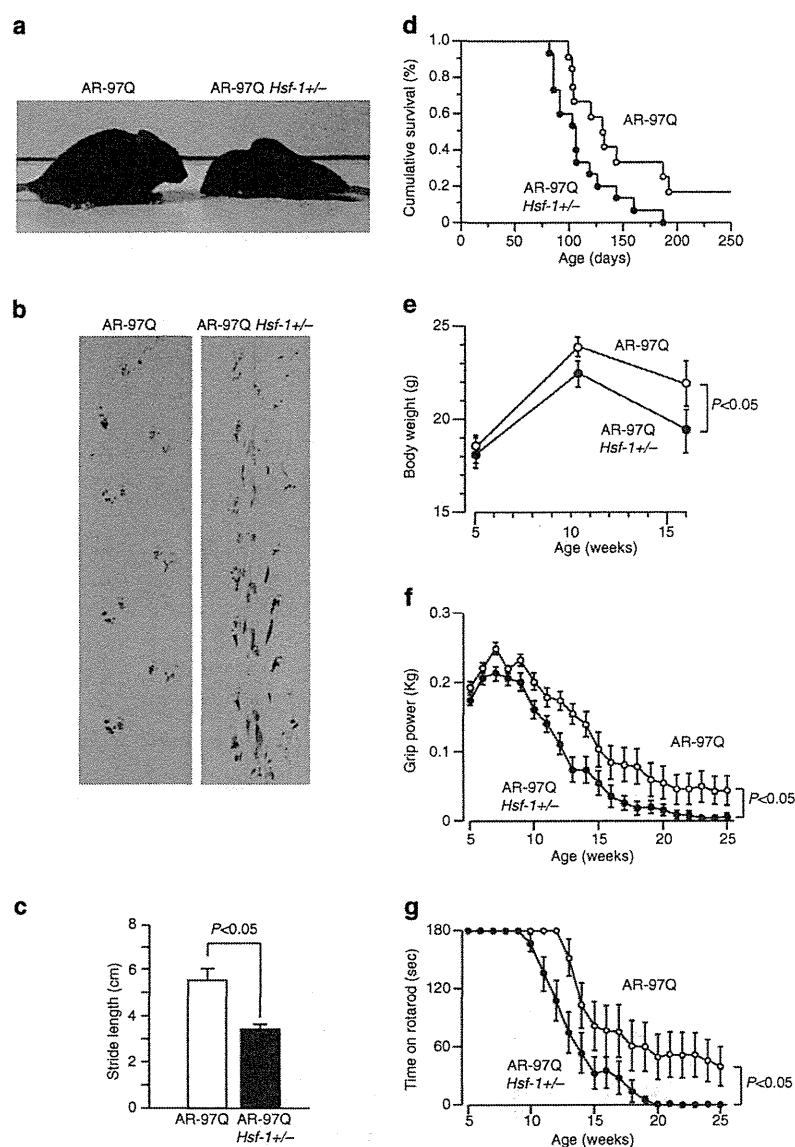 a
AR-97Q
AR-97Q Hsf-1+/–
b
AR-97Q
AR-97Q Hsf-1+/–
c
Stride length (cm)
8
6
4
2
0
P<0.05
AR-97Q
AR-97Q
Hsf-1+/–
d
Cumulative survival (%)
1.0
0.8
0.6
0.4
0.2
0
AR-97Q
AR-97Q
Hsf-1+/–
0
50
100
150
200
250
Age (days)
e
Body weight (g)
25
20
15
AR-97Q
P<0.05
AR-97Q
Hsf-1+/–
5
10
15
Age (weeks)
f
Grip power (Kg)
0.3
0.2
0.1
0
AR-97Q
AR-97Q
Hsf-1+/–
P<0.05
5
10
15
20
25
Age (weeks)
g
Time on rotarod (sec)
180
120
60
0
AR-97Q
AR-97Q
Hsf-1+/–
P<0.05
5
10
15
20
25
Age (weeks)